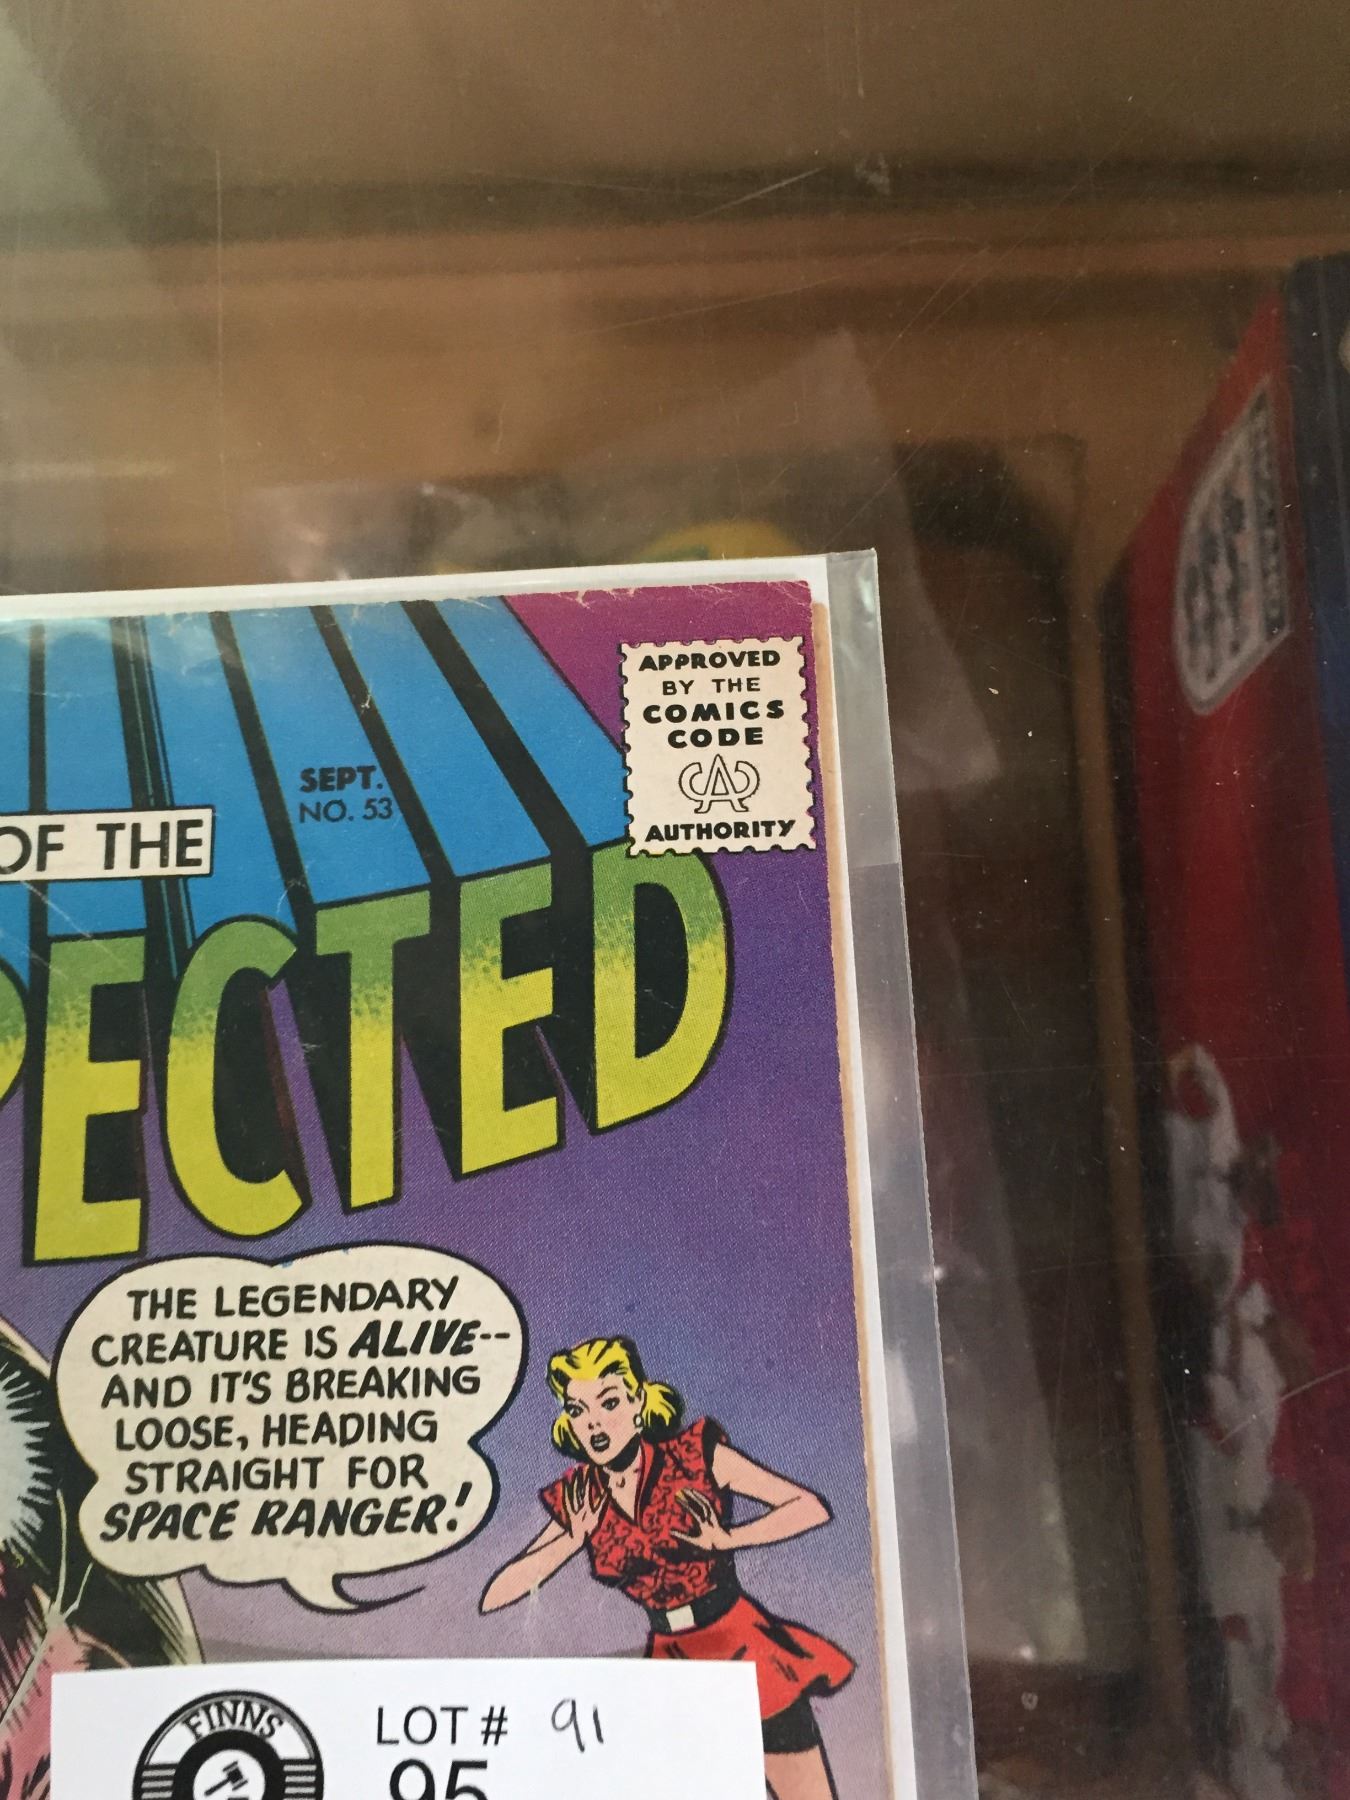 APPROVED
BY THE
COMICS
CODE
CA
AUTHORITY
SEPT.
NO. 53
OF THE
PECTED
THE LEGENDARY
CREATURE IS ALIVE--
AND IT'S BREAKING
LOOSE, HEADING
STRAIGHT FOR
SPACE RANGER!
FINNS
LOT # 91
95